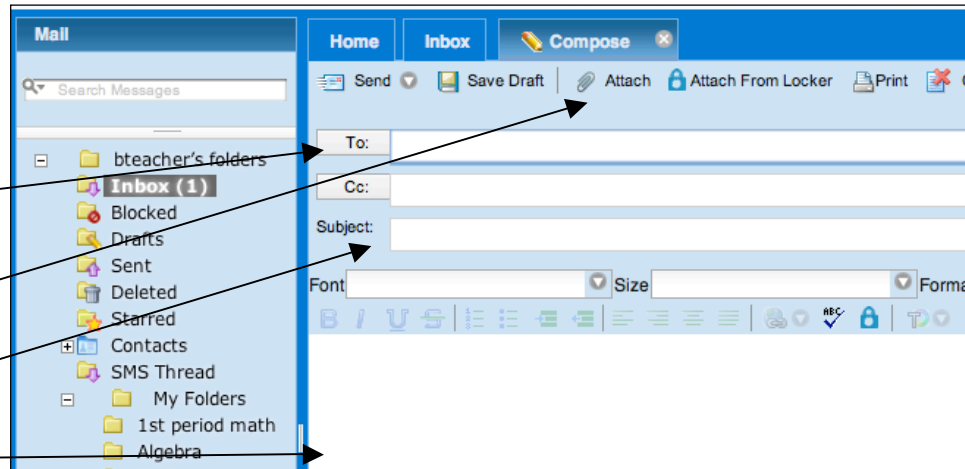 Mail
Search Messages
bteacher's folders
Inbox (1)
Blocked
Drafts
Sent
Deleted
Starred
Contacts
SMS Thread
My Folders
1st period math
Algebra
Home Inbox Compose
Send Save Draft Attach Attach From Locker Print
To:
Cc:
Subject:
Font Size Forma
B I U S ABC T